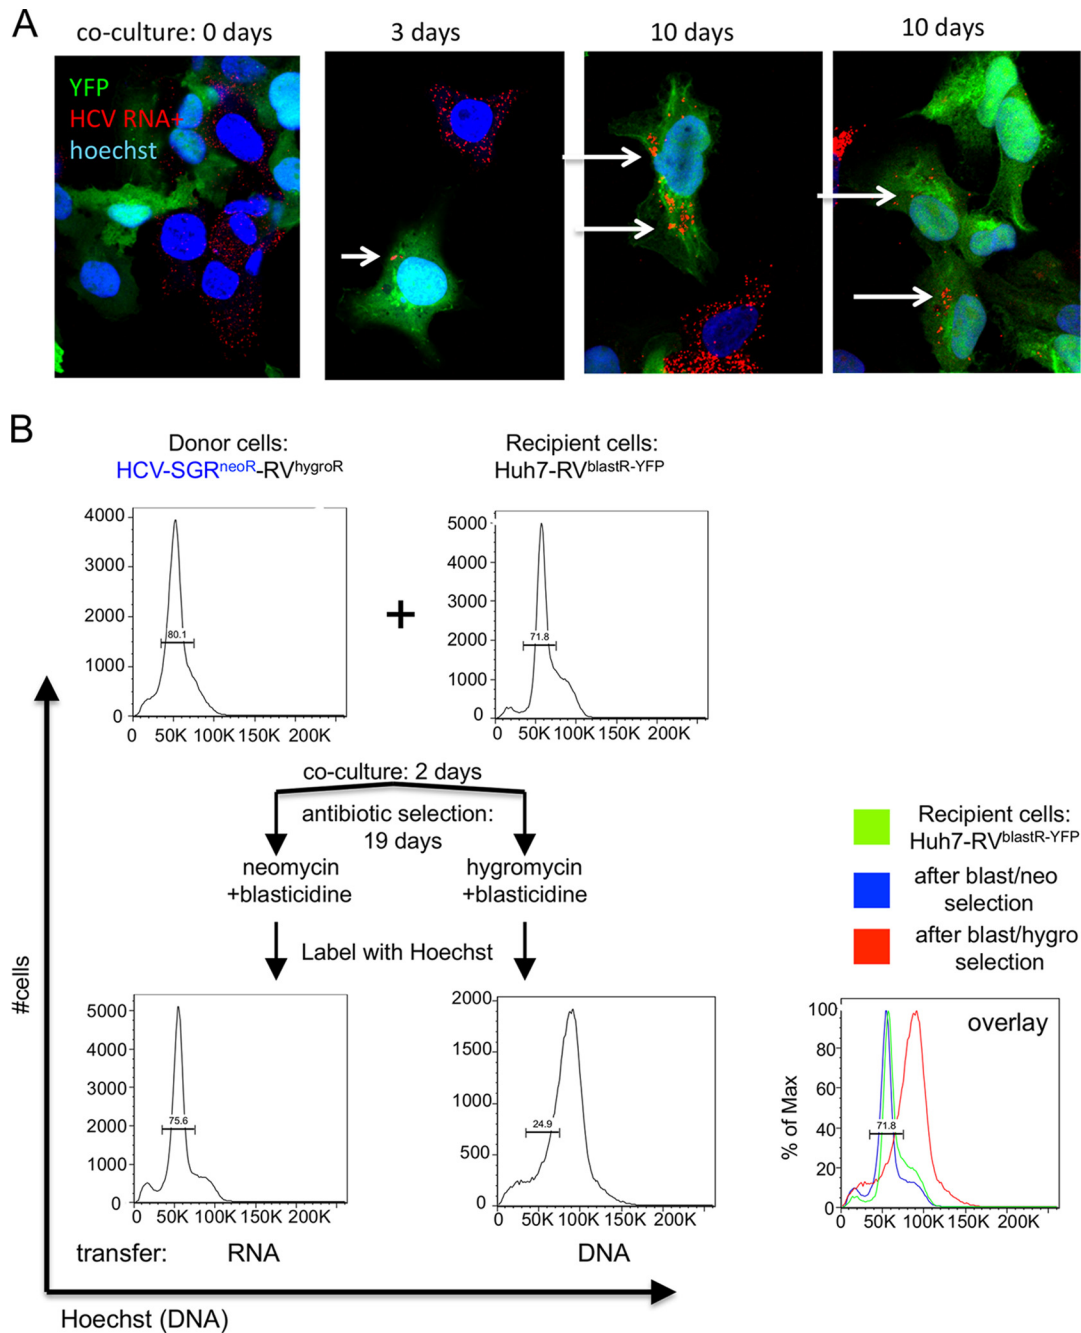 A
co-culture: 0 days
3 days
10 days
10 days
YFP
HCV RNA+
hoechst
B
Donor cells:
HCV-SGRneoR-RVhygroR
Recipient cells:
Huh7-RVblastR-YFP
4000
3000
2000
1000
0
80.1
0 50K 100K 150K 200K
+
5000
4000
3000
2000
1000
0
71.8
0 50K 100K 150K 200K
co-culture: 2 days
antibiotic selection:
19 days
neomycin
+blasticidine
hygromycin
+blasticidine
Label with Hoechst
Recipient cells:
Huh7-RVblastR-YFP
after blast/neo
selection
after blast/hygro
selection
#cells
5000
4000
3000
2000
1000
0
75.6
0 50K 100K 150K 200K
2000
1500
1000
500
0
24.9
0 50K 100K 150K 200K
overlay
% of Max
100
80
60
40
20
0
71.8
0 50K 100K 150K 200K
transfer: RNA DNA
Hoechst (DNA)